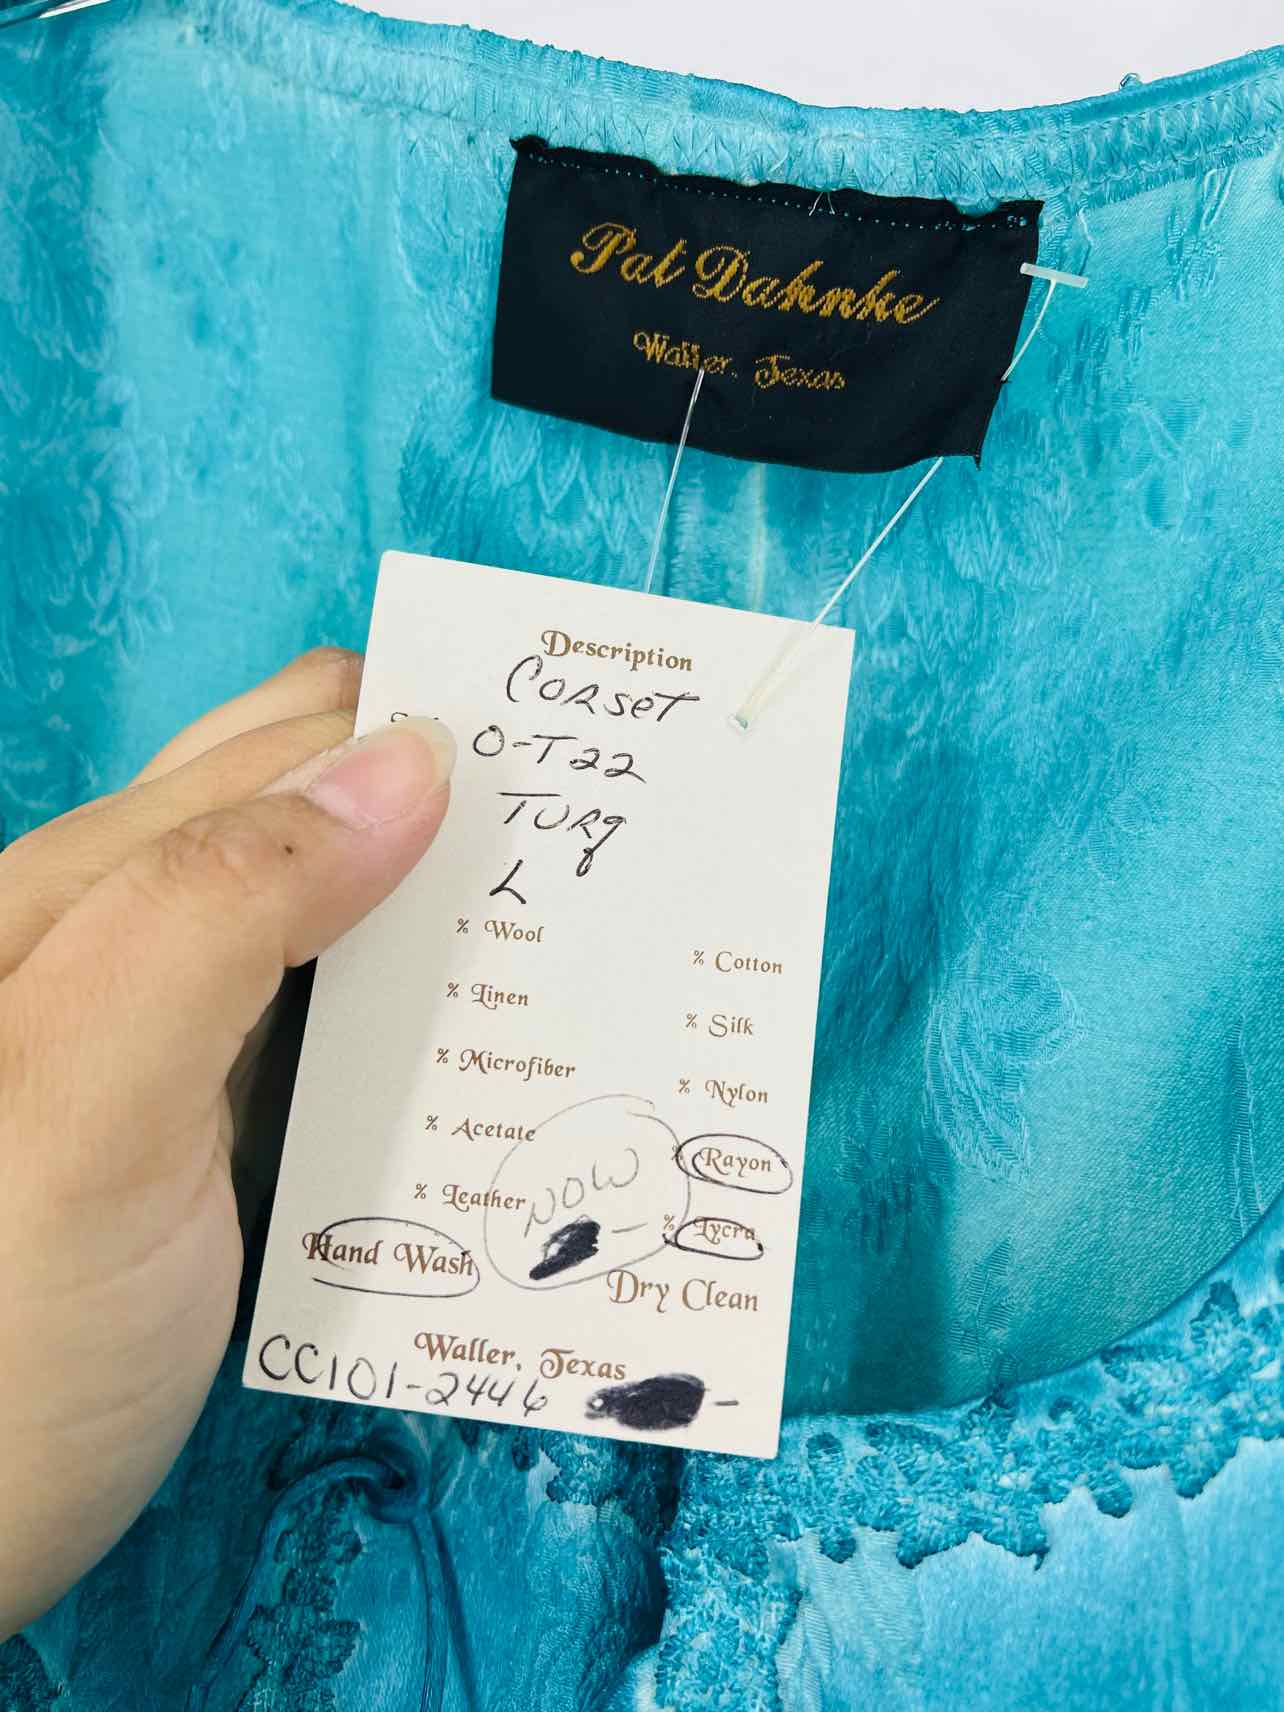 Pat Dahnke
Waller, Texas
Description
CORSET
O-T22
TURq
L
% Wool
% Cotton
% Linen
% Silk
% Microfiber
% Nylon
% Acetate
Rayon
% Leather
NOW
% Lycra
Hand Wash
Dry Clean
Waller, Texas
CC101-2446